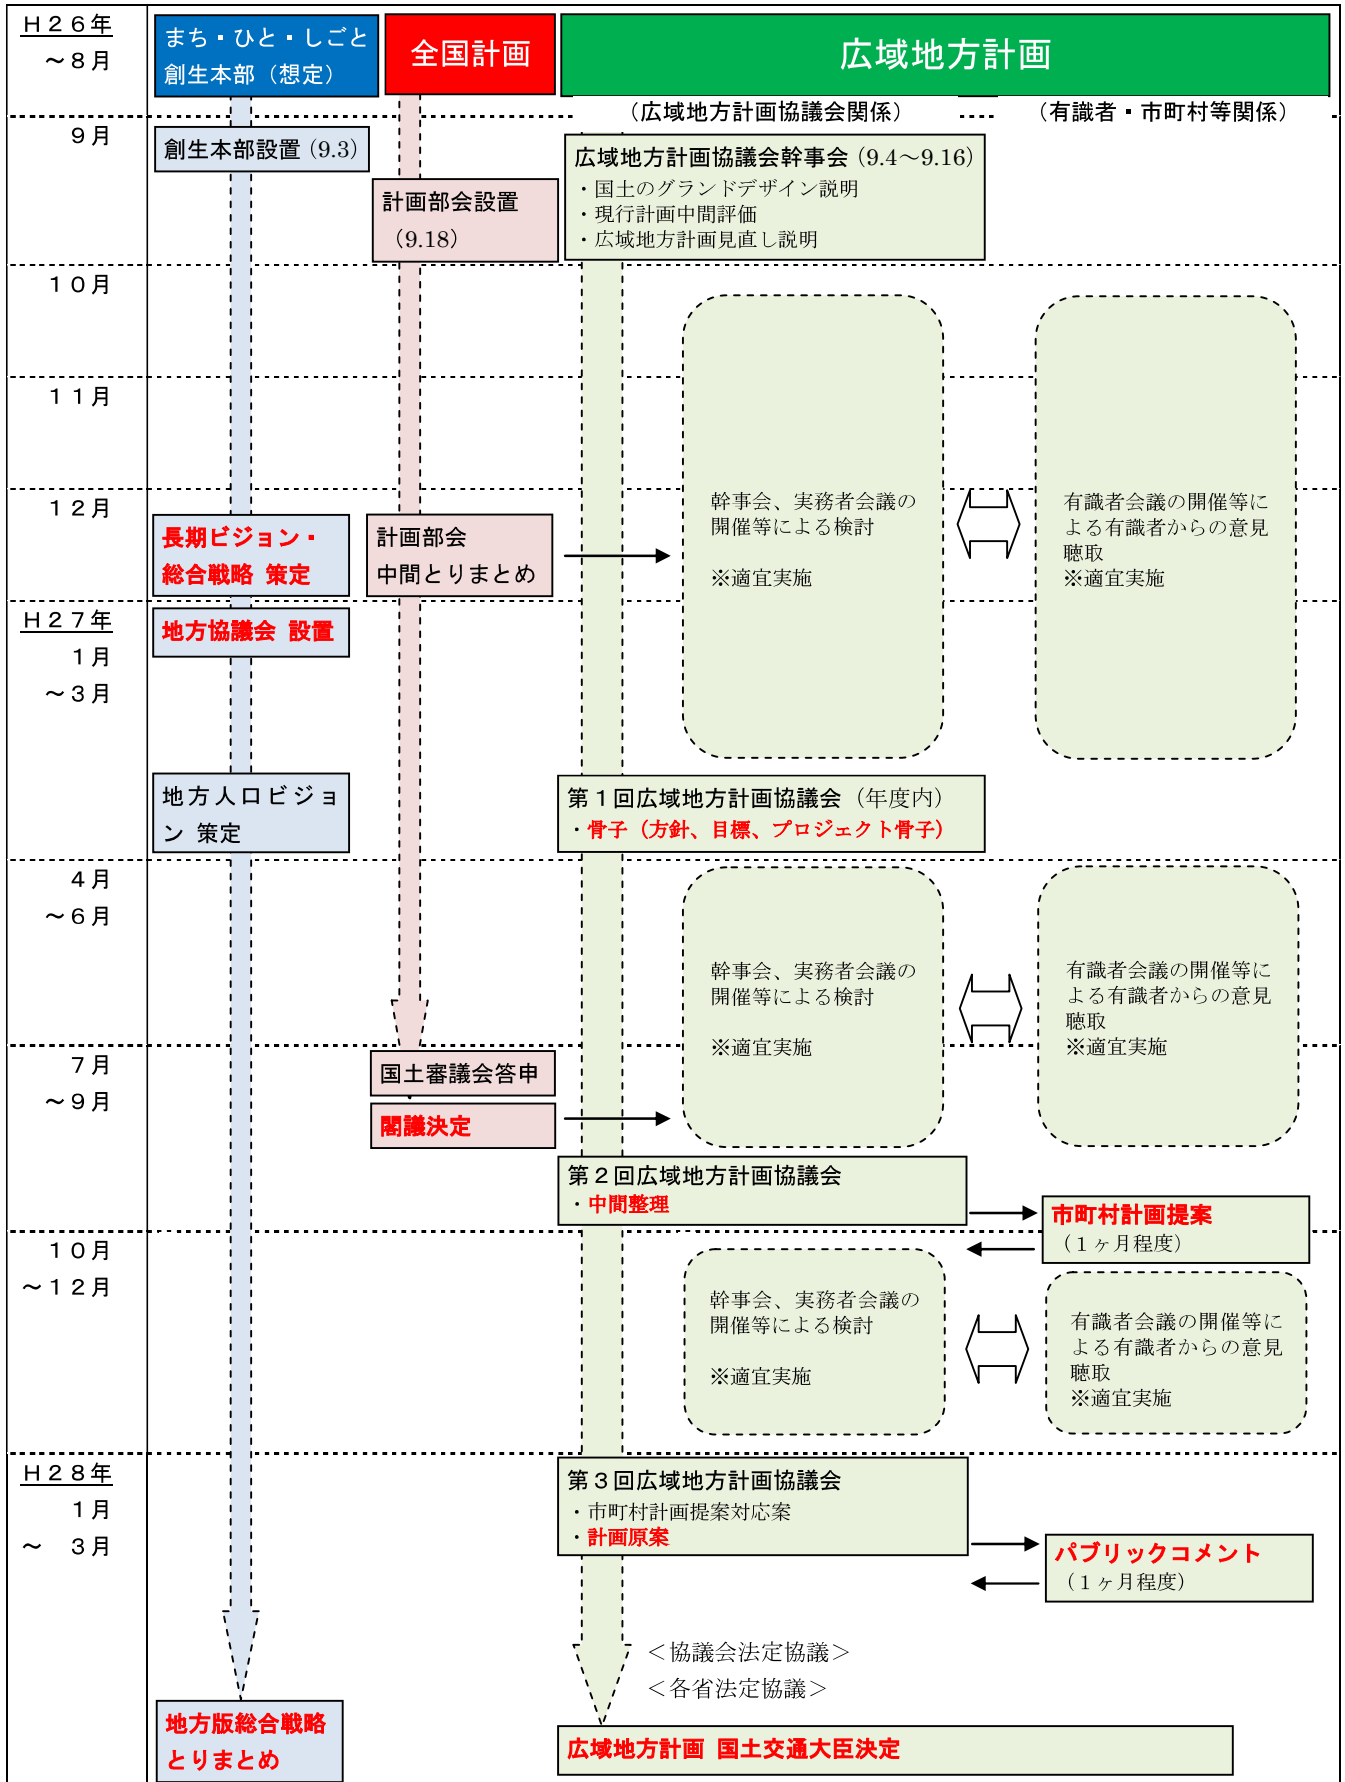 H26年
～8月
まち・ひと・しごと
創生本部（想定）
全国計画
広域地方計画
（広域地方計画協議会関係）
（有識者・市町村等関係）
9月
創生本部設置（9.3）
計画部会設置
（9.18）
広域地方計画協議会幹事会（9.4～9.16）
・国土のグランドデザイン説明
・現行計画中間評価
・広域地方計画見直し説明
10月
11月
12月
長期ビジョン・
総合戦略 策定
計画部会
中間とりまとめ
幹事会、実務者会議の
開催等による検討
※適宜実施
有識者会議の開催等に
よる有識者からの意見
聴取
※適宜実施
H27年
1月
～3月
地方協議会 設置
地方人口ビジョ
ン 策定
第1回広域地方計画協議会（年度内）
・骨子（方針、目標、プロジェクト骨子）
4月
～6月
幹事会、実務者会議の
開催等による検討
※適宜実施
有識者会議の開催等に
よる有識者からの意見
聴取
※適宜実施
7月
～9月
国土審議会答申
閣議決定
第2回広域地方計画協議会
・中間整理
市町村計画提案
（1ヶ月程度）
10月
～12月
幹事会、実務者会議の
開催等による検討
※適宜実施
有識者会議の開催等に
よる有識者からの意見
聴取
※適宜実施
H28年
1月
～ 3月
第3回広域地方計画協議会
・市町村計画提案対応案
・計画原案
パブリックコメント
（1ヶ月程度）
＜協議会法定協議＞
＜各省法定協議＞
地方版総合戦略
とりまとめ
広域地方計画 国土交通大臣決定